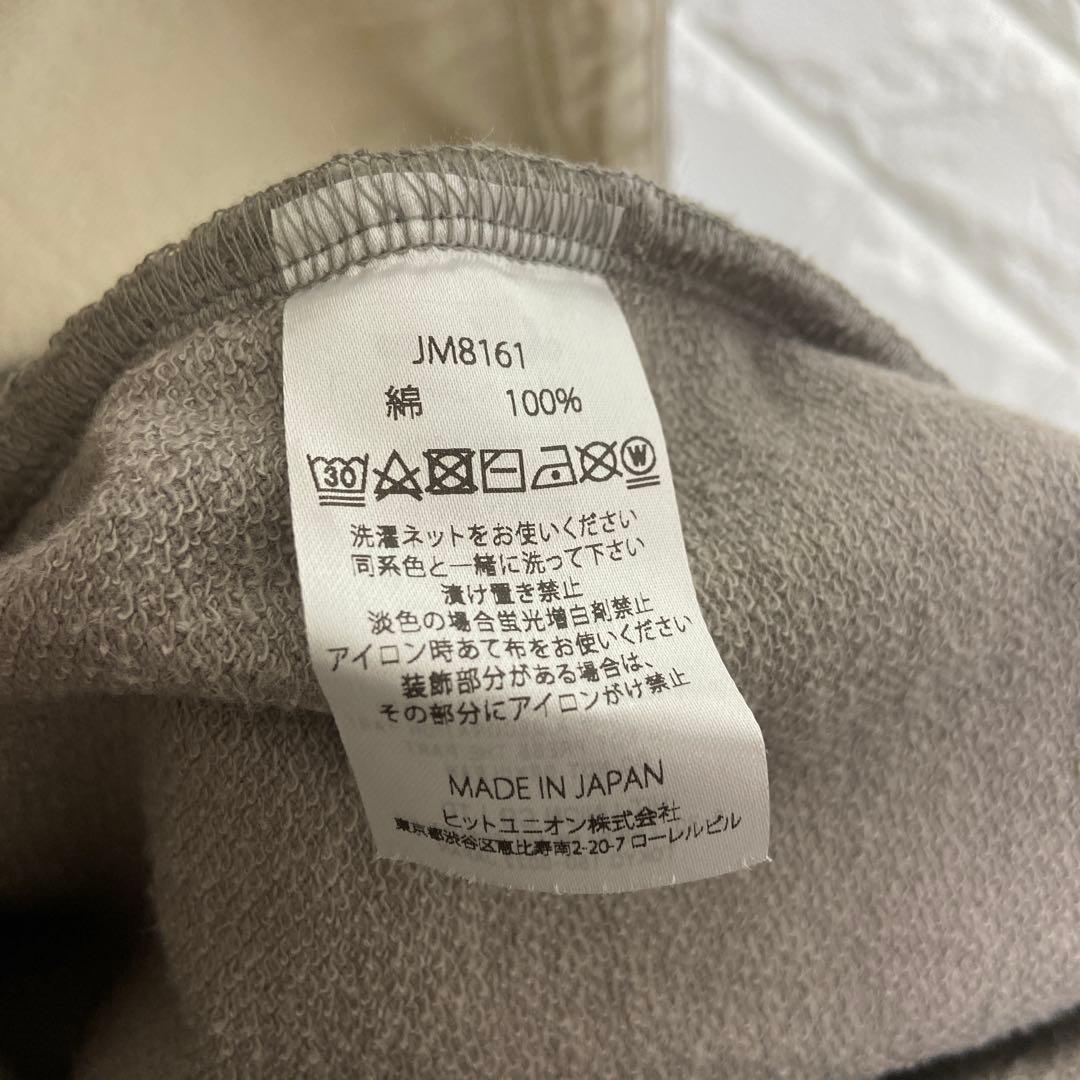 JM8161
綿 100%
30 W
洗濯ネットをお使いください
同系色と一緒に洗って下さい
漬け置き禁止
淡色の場合蛍光増白剤禁止
アイロン時あて布をお使いください
装飾部分がある場合は、
その部分にアイロンがけ禁止
MADE IN JAPAN
ヒットユニオン株式会社
東京都渋谷区恵比寿南2-20-7 ローレルビル